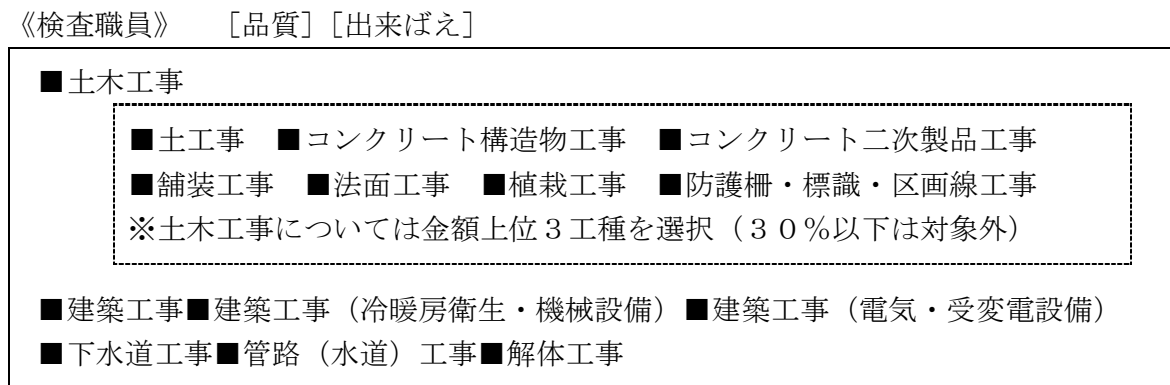 《検査職員》　　［品質］［出来ばえ］
■土木工事
■土工事　■コンクリート構造物工事　■コンクリート二次製品工事
■舗装工事　■法面工事　■植栽工事　■防護柵・標識・区画線工事
※土木工事については金額上位３工種を選択（３０％以下は対象外）
■建築工事■建築工事（冷暖房衛生・機械設備）■建築工事（電気・受変電設備）
■下水道工事■管路（水道）工事■解体工事